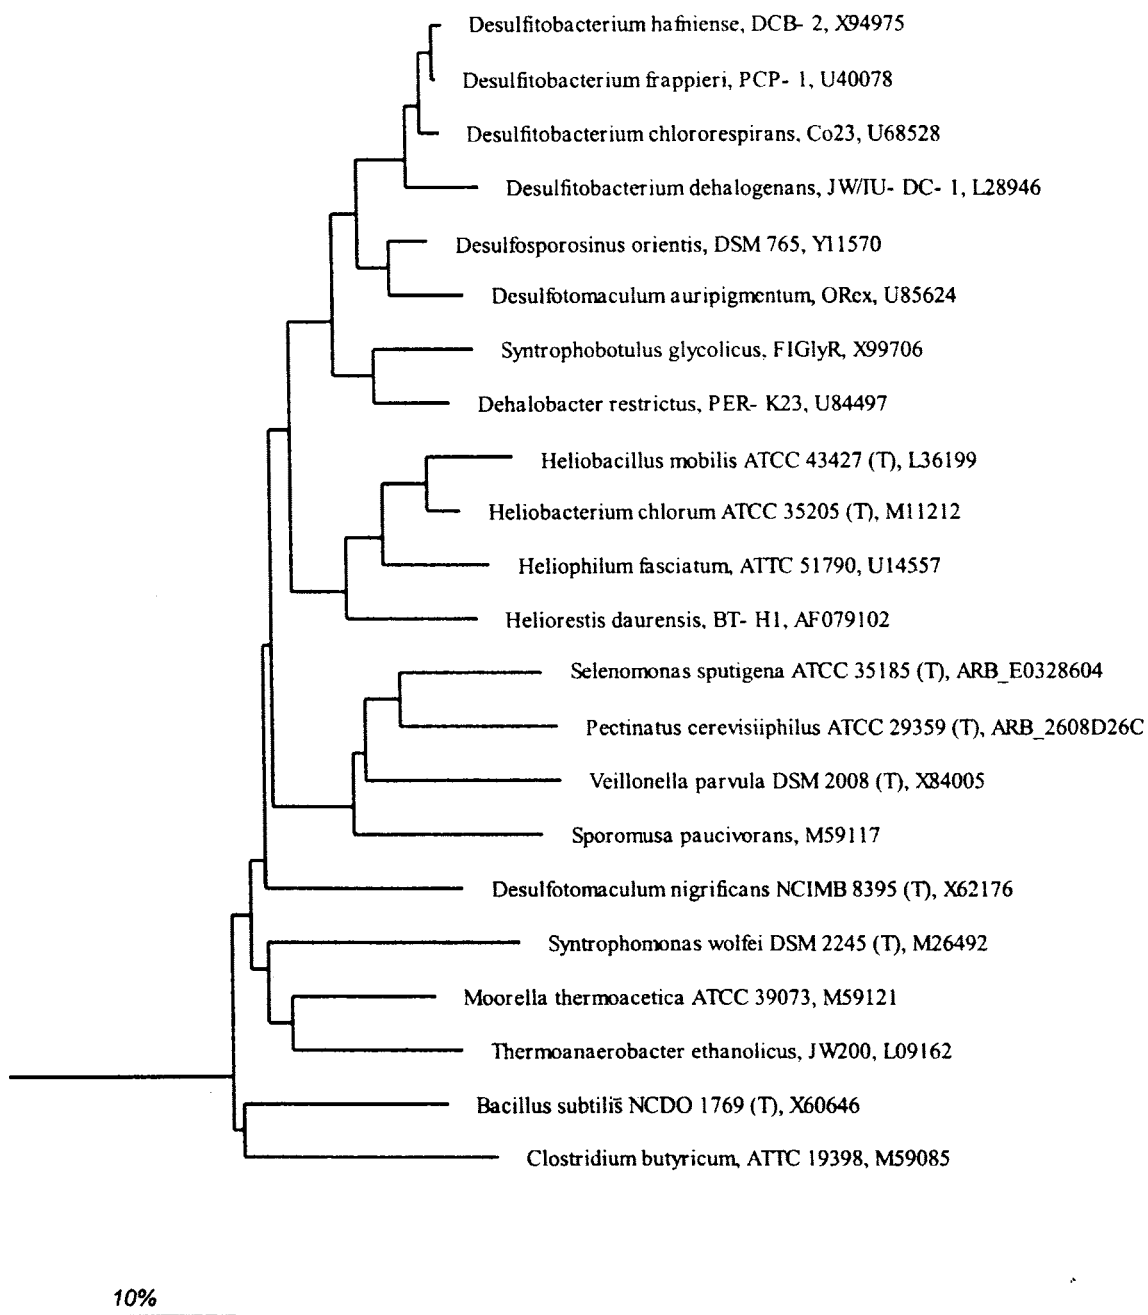 Desulfitobacterium hafniense, DCB- 2, X94975
Desulfitobacterium frappieri, PCP- 1, U40078
Desulfitobacterium chlororespirans, Co23, U68528
Desulfitobacterium dehalogenans, JW/IU- DC- 1, L28946
Desulfosporosinus orientis, DSM 765, Y11570
Desulfotomaculum auripigmentum, ORex, U85624
Syntrophobotulus glycolicus, FIGlyR, X99706
Dehalobacter restrictus, PER- K23, U84497
Heliobacillus mobilis ATCC 43427 (T), L36199
Heliobacterium chlorum ATCC 35205 (T), M11212
Heliophilum fasciatum, ATTC 51790, U14557
Heliorestis daurensis, BT- H1, AF079102
Selenomonas sputigena ATCC 35185 (T), ARB_E0328604
Pectinatus cerevisiiphilus ATCC 29359 (T), ARB_2608D26C
Veillonella parvula DSM 2008 (T), X84005
Sporomusa paucivorans, M59117
Desulfotomaculum nigrificans NCIMB 8395 (T), X62176
Syntrophomonas wolfei DSM 2245 (T), M26492
Moorella thermoacetica ATCC 39073, M59121
Thermoanaerobacter ethanolicus, JW200, L09162
Bacillus subtilis NCDO 1769 (T), X60646
Clostridium butyricum, ATTC 19398, M59085
10%